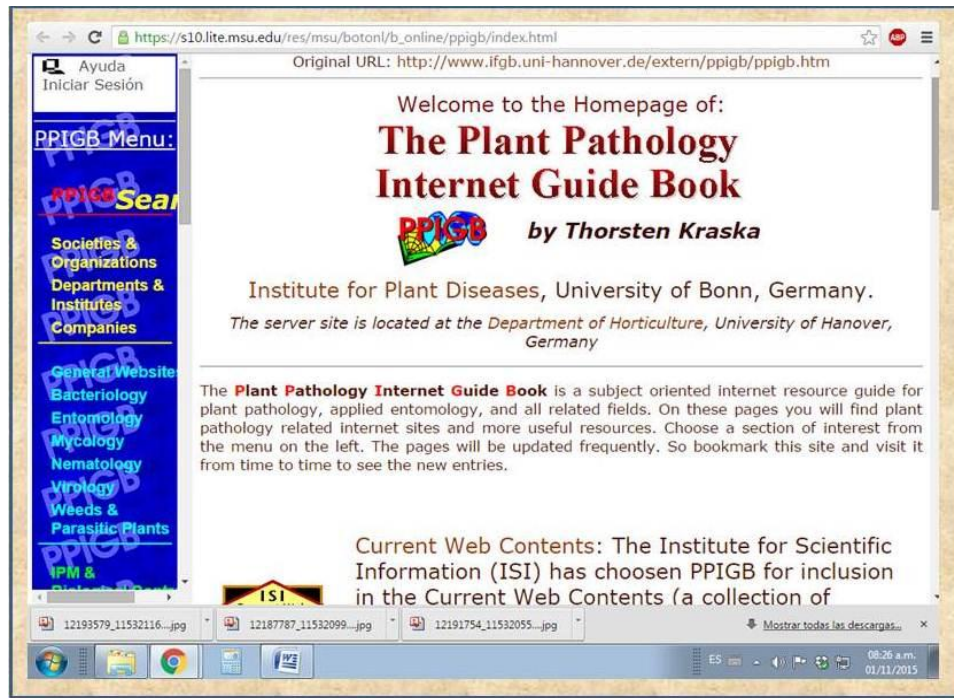 https://s10.lite.msu.edu/res/msu/botonl/b_online/ppigb/index.html
ABP
Ayuda
Iniciar Sesión
PPIGB Menu:
PPIGB Sear
Societies &
Organizations
Departments &
Institutes
Companies
General Websites
Bacteriology
Entomology
Mycology
Nematology
Virology
Weeds &
Parasitic Plants
IPM &
Original URL: http://www.ifgb.uni-hannover.de/extern/ppigb/ppigb.htm
Welcome to the Homepage of:
The Plant Pathology
Internet Guide Book
PPIGB
by Thorsten Kraska
Institute for Plant Diseases, University of Bonn, Germany.
The server site is located at the Department of Horticulture, University of Hanover,
Germany
The Plant Pathology Internet Guide Book is a subject oriented internet resource guide for
plant pathology, applied entomology, and all related fields. On these pages you will find plant
pathology related internet sites and more useful resources. Choose a section of interest from
the menu on the left. The pages will be updated frequently. So bookmark this site and visit it
from time to time to see the new entries.
ISI
Current Web Contents: The Institute for Scientific
Information (ISI) has choosen PPIGB for inclusion
in the Current Web Contents (a collection of
12193579_11532116....jpg
12187787_11532099....jpg
12191754_11532055....jpg
Mostrar todas las descargas...
ES
08:26 a.m.
01/11/2015